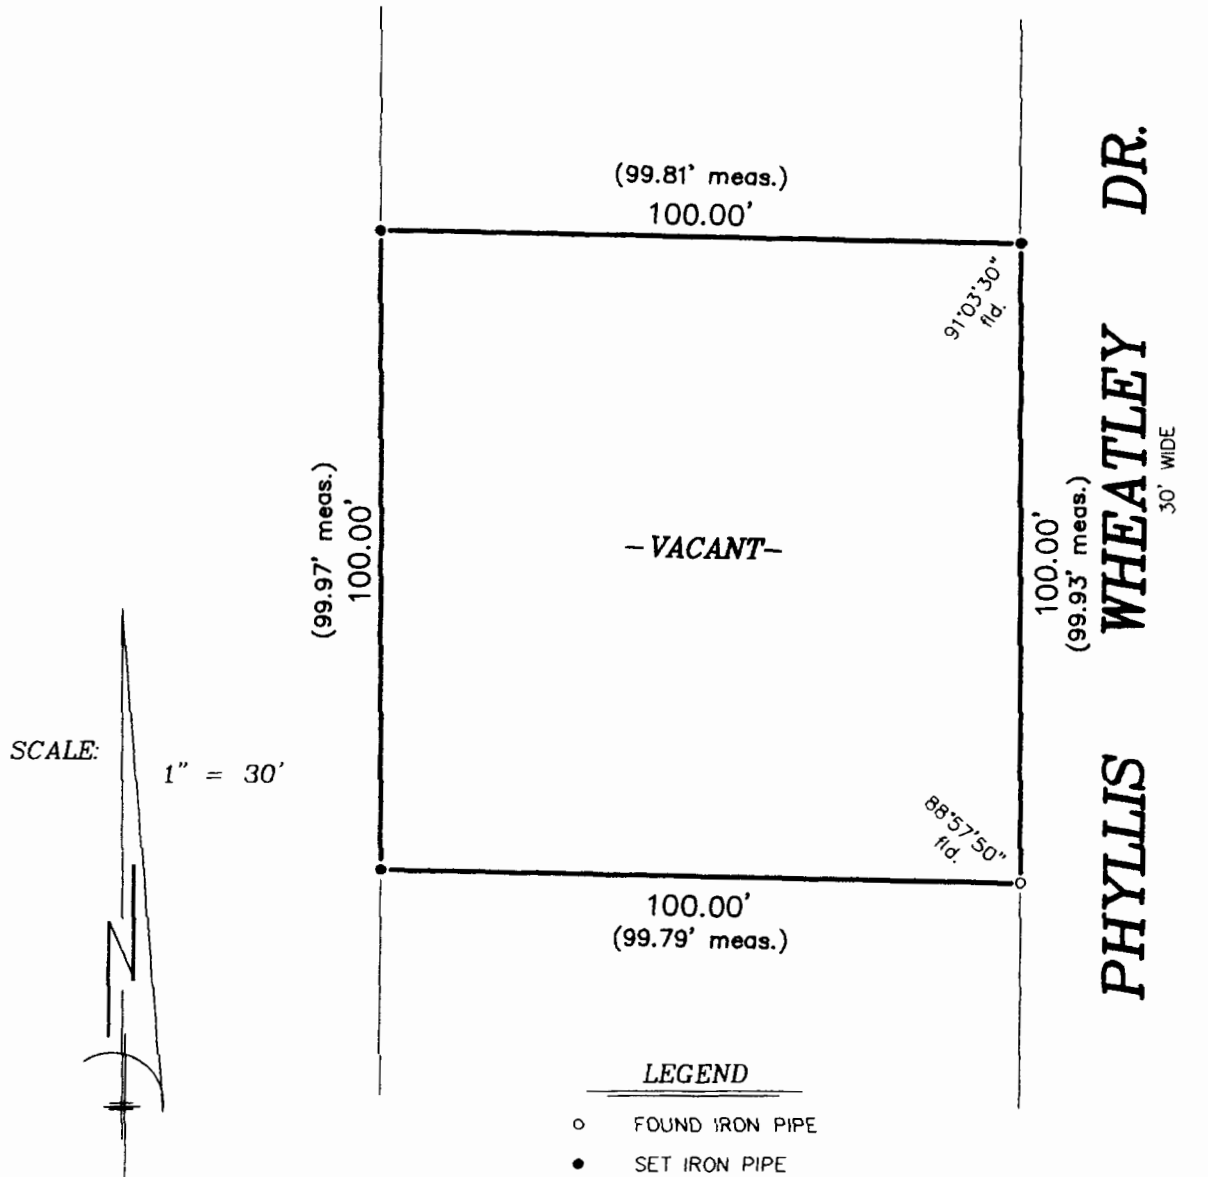 (99.81' meas.)
100.00'
91°03'30"
fld.
(99.97' meas.)
100.00'
-VACANT-
100.00'
(99.93' meas.)
PHYLLIS WHEATLEY DR.
30' WIDE
SCALE:
1" = 30'
88°57'50"
fld.
100.00'
(99.79' meas.)
N
LEGEND
FOUND IRON PIPE
SET IRON PIPE